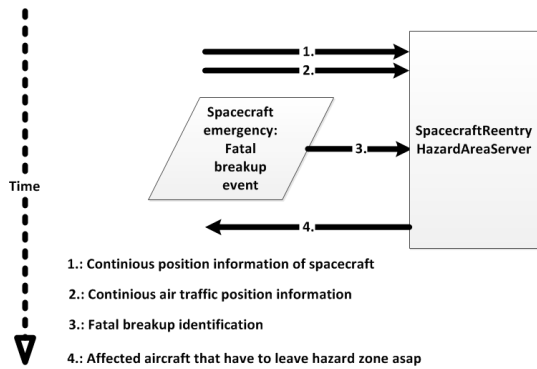 1.
2.
Spacecraft
emergency:
Fatal
breakup
event
3.
SpacecraftReentry
HazardAreaServer
Time
4.
1.: Continious position information of spacecraft
2.: Continious air traffic position information
3.: Fatal breakup identification
4.: Affected aircraft that have to leave hazard zone asap